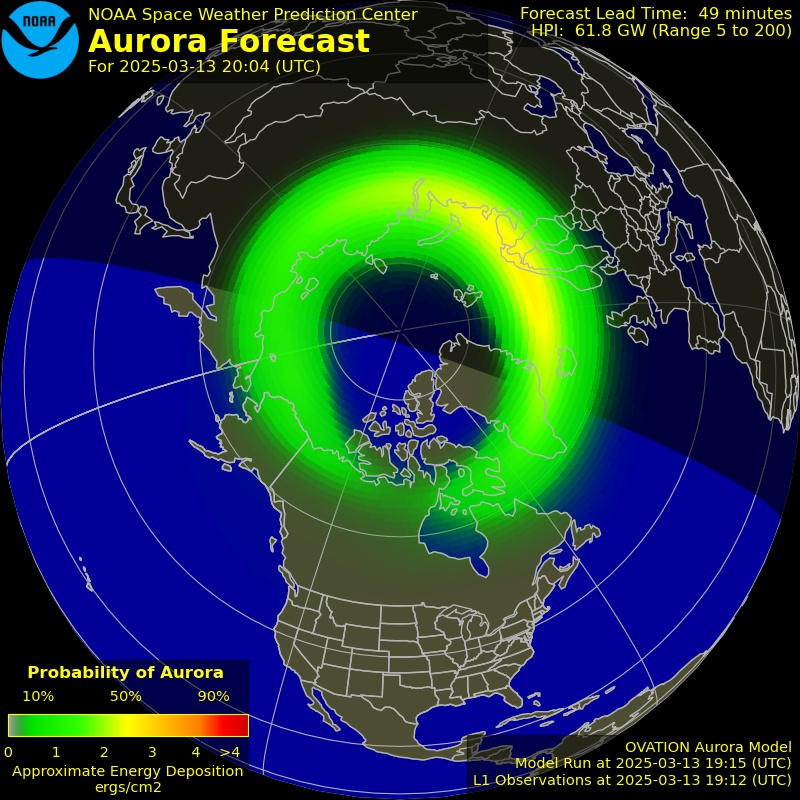 NOAA
NOAA Space Weather Prediction Center
Aurora Forecast
For 2025-03-13 20:04 (UTC)
Forecast Lead Time: 49 minutes
HPI: 61.8 GW (Range 5 to 200)
Probability of Aurora
10% 50% 90%
0 1 2 3 4 >4
Approximate Energy Deposition
ergs/cm2
OVATION Aurora Model
Model Run at 2025-03-13 19:15 (UTC)
L1 Observations at 2025-03-13 19:12 (UTC)